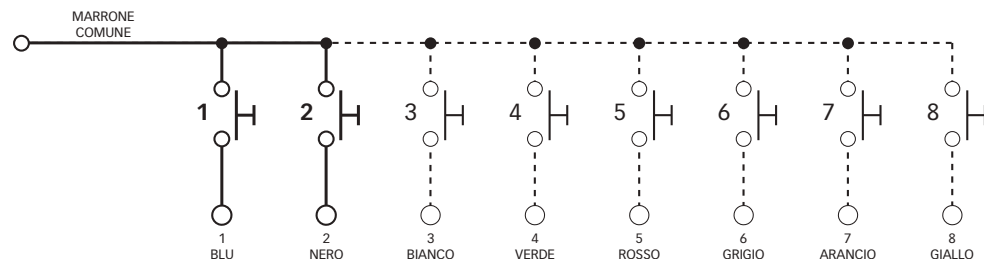 MARRONE
COMUNE
1 2 3 4 5 6 7 8
1 2 3 4 5 6 7 8
BLU NERO BIANCO VERDE ROSSO GRIGIO ARANCIO GIALLO